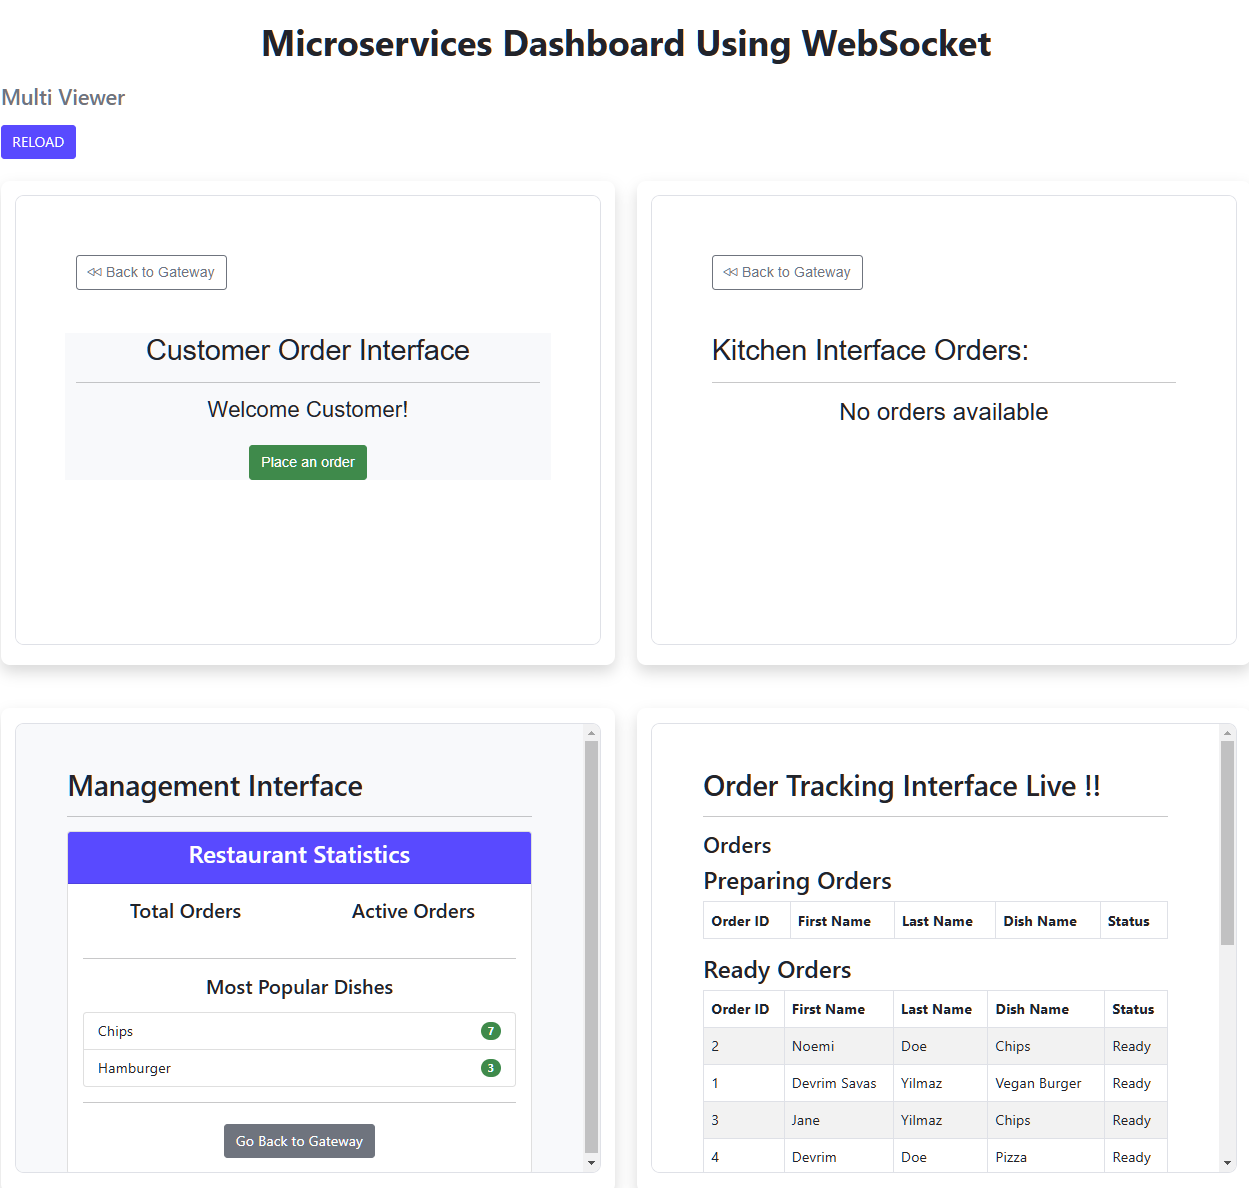 Microservices Dashboard Using WebSocket
Multi Viewer
RELOAD
Back to Gateway
Customer Order Interface
Welcome Customer!
Place an order
Back to Gateway
Kitchen Interface Orders:
No orders available
Management Interface
Restaurant Statistics
Total Orders Active Orders
Most Popular Dishes
Chips 7
Hamburger 3
Go Back to Gateway
Order Tracking Interface Live !!
Orders
Preparing Orders
Order ID First Name Last Name Dish Name Status
Ready Orders
Order ID First Name Last Name Dish Name Status
2 Noemi Doe Chips Ready
1 Devrim Savas Yilmaz Vegan Burger Ready
3 Jane Yilmaz Chips Ready
4 Devrim Doe Pizza Ready